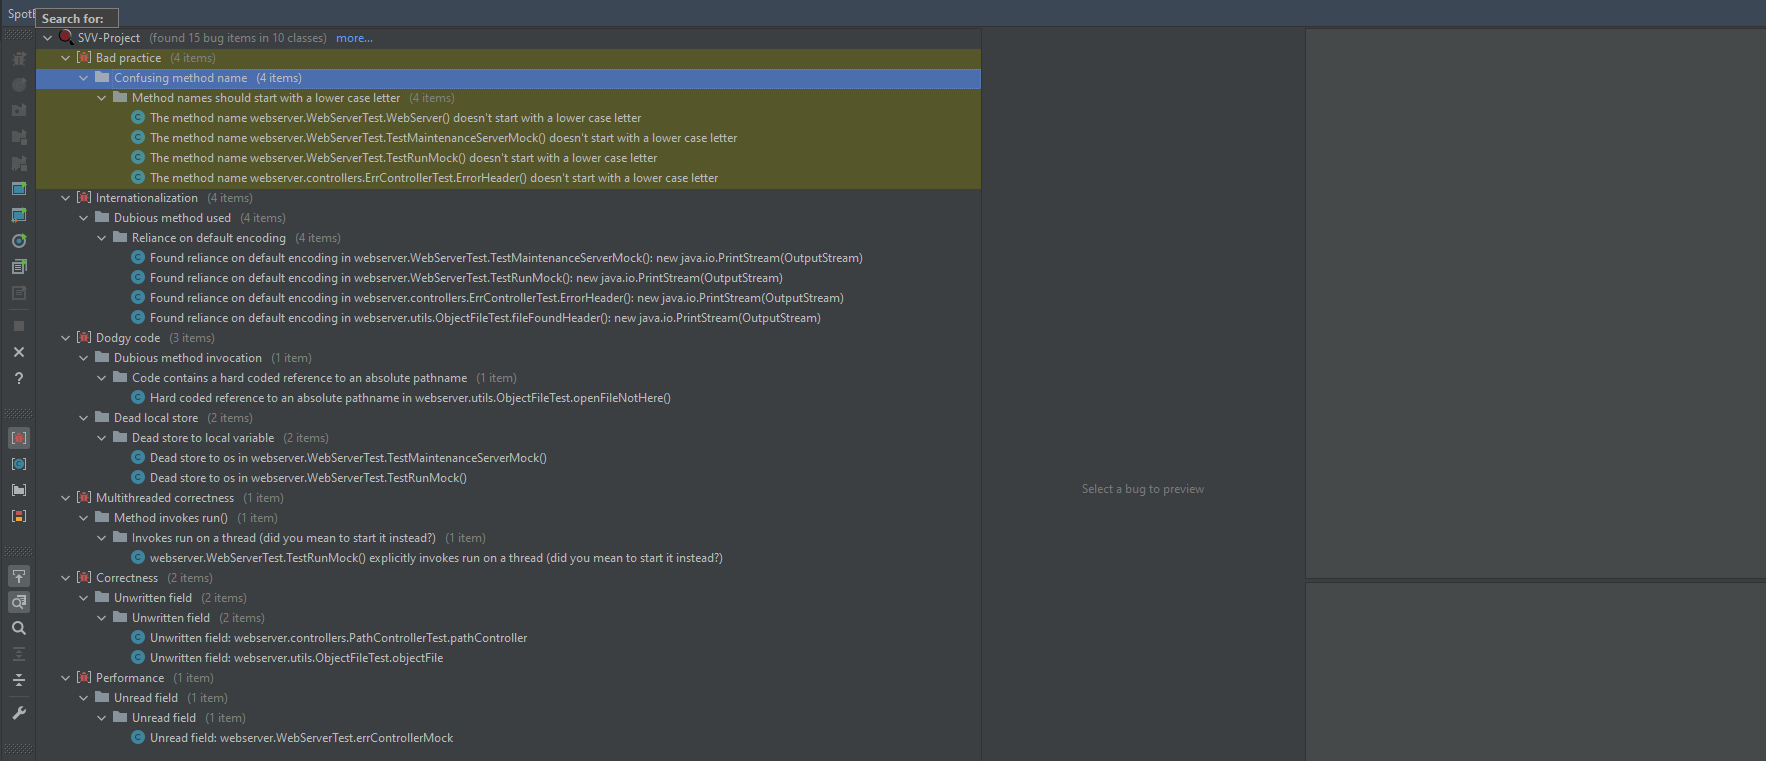 SpotB
Search for:
SVV-Project (found 15 bug items in 10 classes) more...
Bad practice (4 items)
Confusing method name (4 items)
Method names should start with a lower case letter (4 items)
The method name webserver.WebServerTest.WebServer() doesn't start with a lower case letter
The method name webserver.WebServerTest.TestMaintenanceServerMock() doesn't start with a lower case letter
The method name webserver.WebServerTest.TestRunMock() doesn't start with a lower case letter
The method name webserver.controllers.ErrControllerTest.ErrorHeader() doesn't start with a lower case letter
Internationalization (4 items)
Dubious method used (4 items)
Reliance on default encoding (4 items)
Found reliance on default encoding in webserver.WebServerTest.TestMaintenanceServerMock(): new java.io.PrintStream(OutputStream)
Found reliance on default encoding in webserver.WebServerTest.TestRunMock(): new java.io.PrintStream(OutputStream)
Found reliance on default encoding in webserver.controllers.ErrControllerTest.ErrorHeader(): new java.io.PrintStream(OutputStream)
Found reliance on default encoding in webserver.utils.ObjectFileTest.fileFoundHeader(): new java.io.PrintStream(OutputStream)
Dodgy code (3 items)
Dubious method invocation (1 item)
Code contains a hard coded reference to an absolute pathname (1 item)
Hard coded reference to an absolute pathname in webserver.utils.ObjectFileTest.openFileNotHere()
Dead local store (2 items)
Dead store to local variable (2 items)
Dead store to os in webserver.WebServerTest.TestMaintenanceServerMock()
Dead store to os in webserver.WebServerTest.TestRunMock()
Select a bug to preview
Multithreaded correctness (1 item)
Method invokes run() (1 item)
Invokes run on a thread (did you mean to start it instead?) (1 item)
webserver.WebServerTest.TestRunMock() explicitly invokes run on a thread (did you mean to start it instead?)
Correctness (2 items)
Unwritten field (2 items)
Unwritten field (2 items)
Unwritten field: webserver.controllers.PathControllerTest.pathController
Unwritten field: webserver.utils.ObjectFileTest.objectFile
Performance (1 item)
Unread field (1 item)
Unread field (1 item)
Unread field: webserver.WebServerTest.errControllerMock